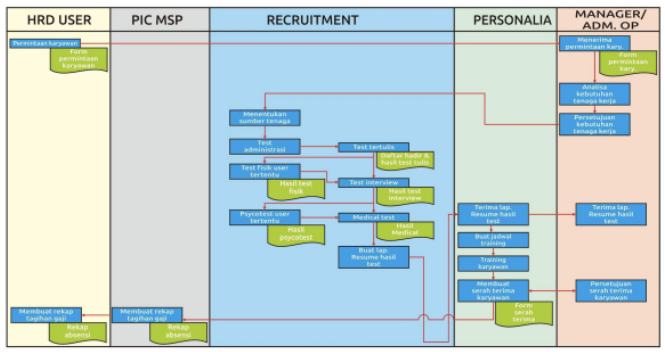 HRD USER
PIC MSP
RECRUITMENT
PERSONALIA
MANAGER/
ADM. OP
Permintaan karyawan
Form
permintaan
karyawan
Menerima
permintaan kary.
Form
permintaan
kary.
Analisa
kebutuhan
tenaga kerja
Persetujuan
kebutuhan
tenaga kerja
Menentukan
sumber tenaga
Test
administrasi
Test tertulis
Daftar hadir &
hasil test tulis
Test fisik user
tertentu
Hasil test
fisik
Test interview
Hasil test
interview
Psycotest user
tertentu
Hasil
psycotest
Medical test
Hasil
Medical
Buat lap.
Resume hasil
test
Terima lap.
Resume hasil
test
Terima lap.
Resume hasil
test
Buat jadwal
training
Training
karyawan
Membuat
serah terima
karyawan
Persetujuan
serah terima
karyawan
Form
serah
terima
Membuat rekap
tagihan gaji
Rekap
absensi
Membuat rekap
tagihan gaji
Rekap
absensi